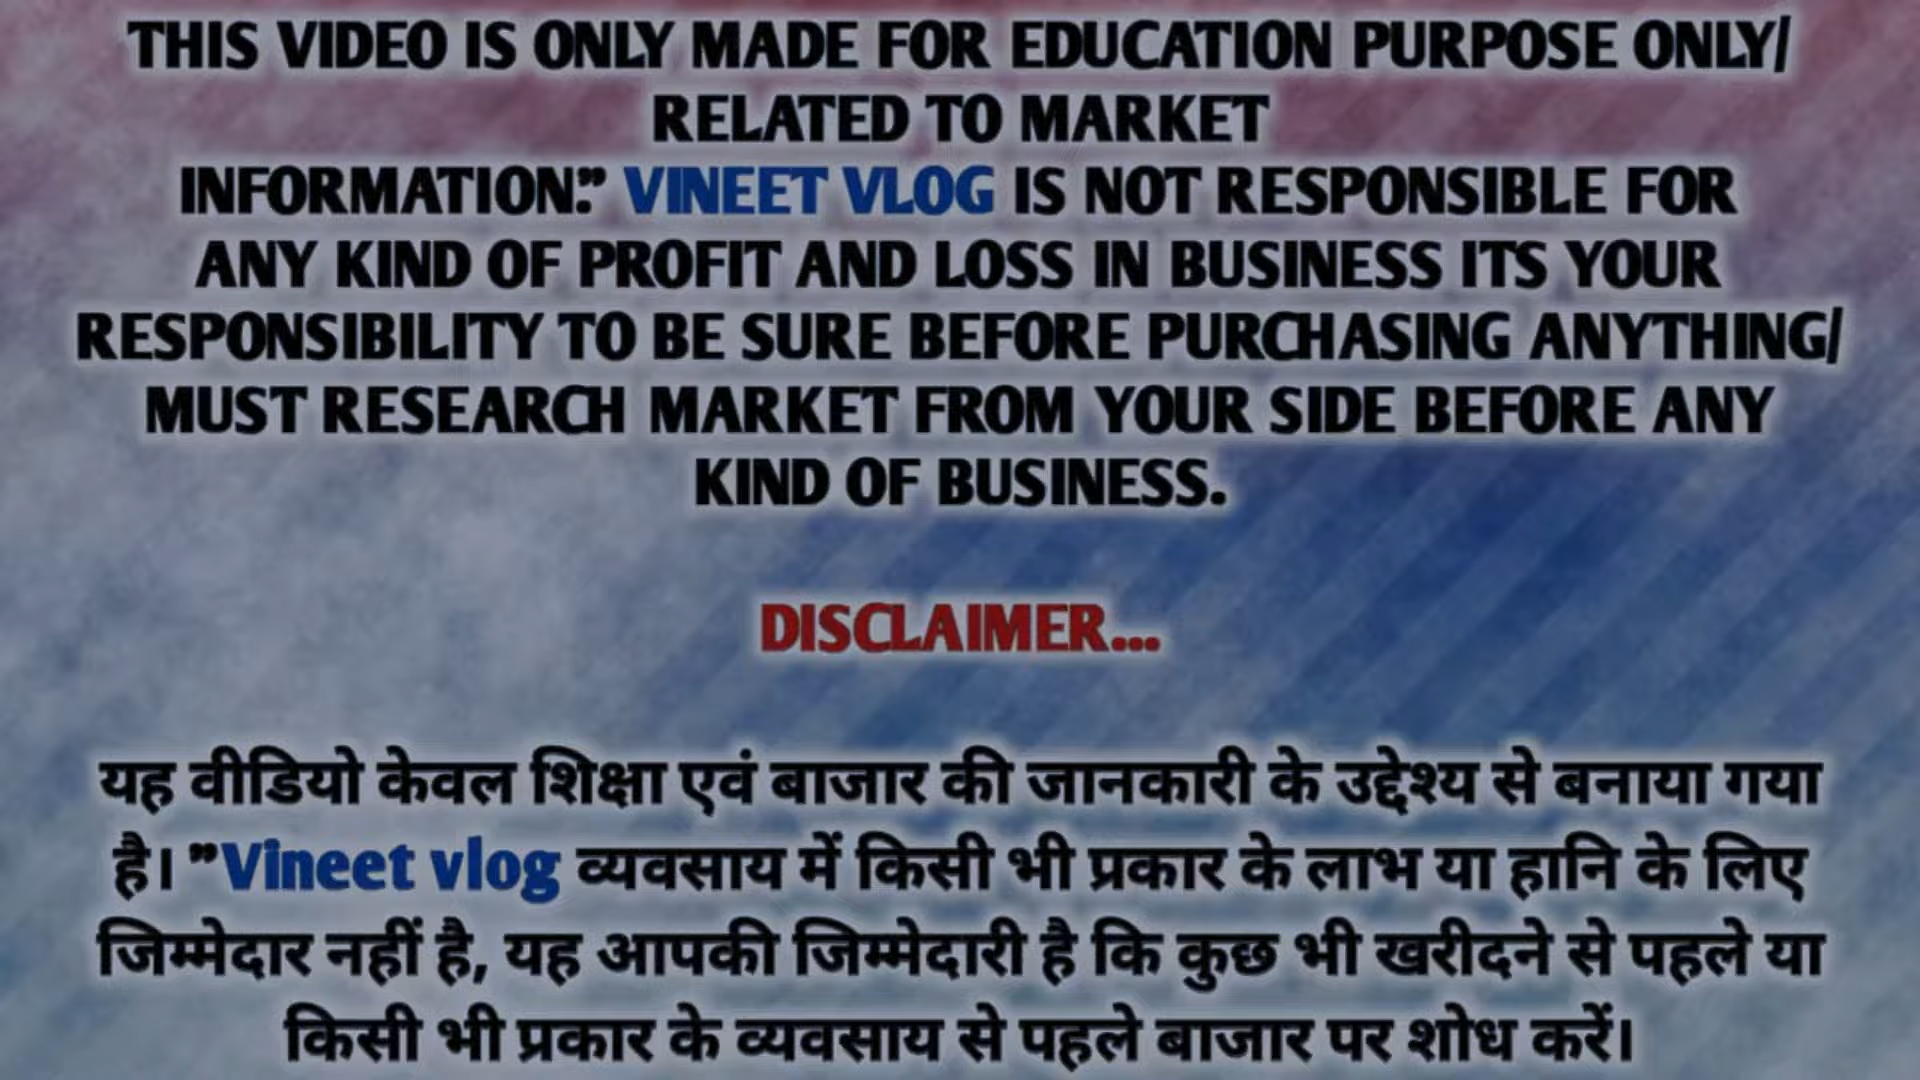 THIS VIDEO IS ONLY MADE FOR EDUCATION PURPOSE ONLY/
RELATED TO MARKET
INFORMATION." VINEET VLOG IS NOT RESPONSIBLE FOR
ANY KIND OF PROFIT AND LOSS IN BUSINESS ITS YOUR
RESPONSIBILITY TO BE SURE BEFORE PURCHASING ANYTHING/
MUST RESEARCH MARKET FROM YOUR SIDE BEFORE ANY
KIND OF BUSINESS.
DISCLAIMER...
यह वीडियो केवल शिक्षा एवं बाजार की जानकारी के उद्देश्य से बनाया गया
है। "Vineet vlog व्यवसाय में किसी भी प्रकार के लाभ या हानि के लिए
जिम्मेदार नहीं है, यह आपकी जिम्मेदारी है कि कुछ भी खरीदने से पहले या
किसी भी प्रकार के व्यवसाय से पहले बाजार पर शोध करें।